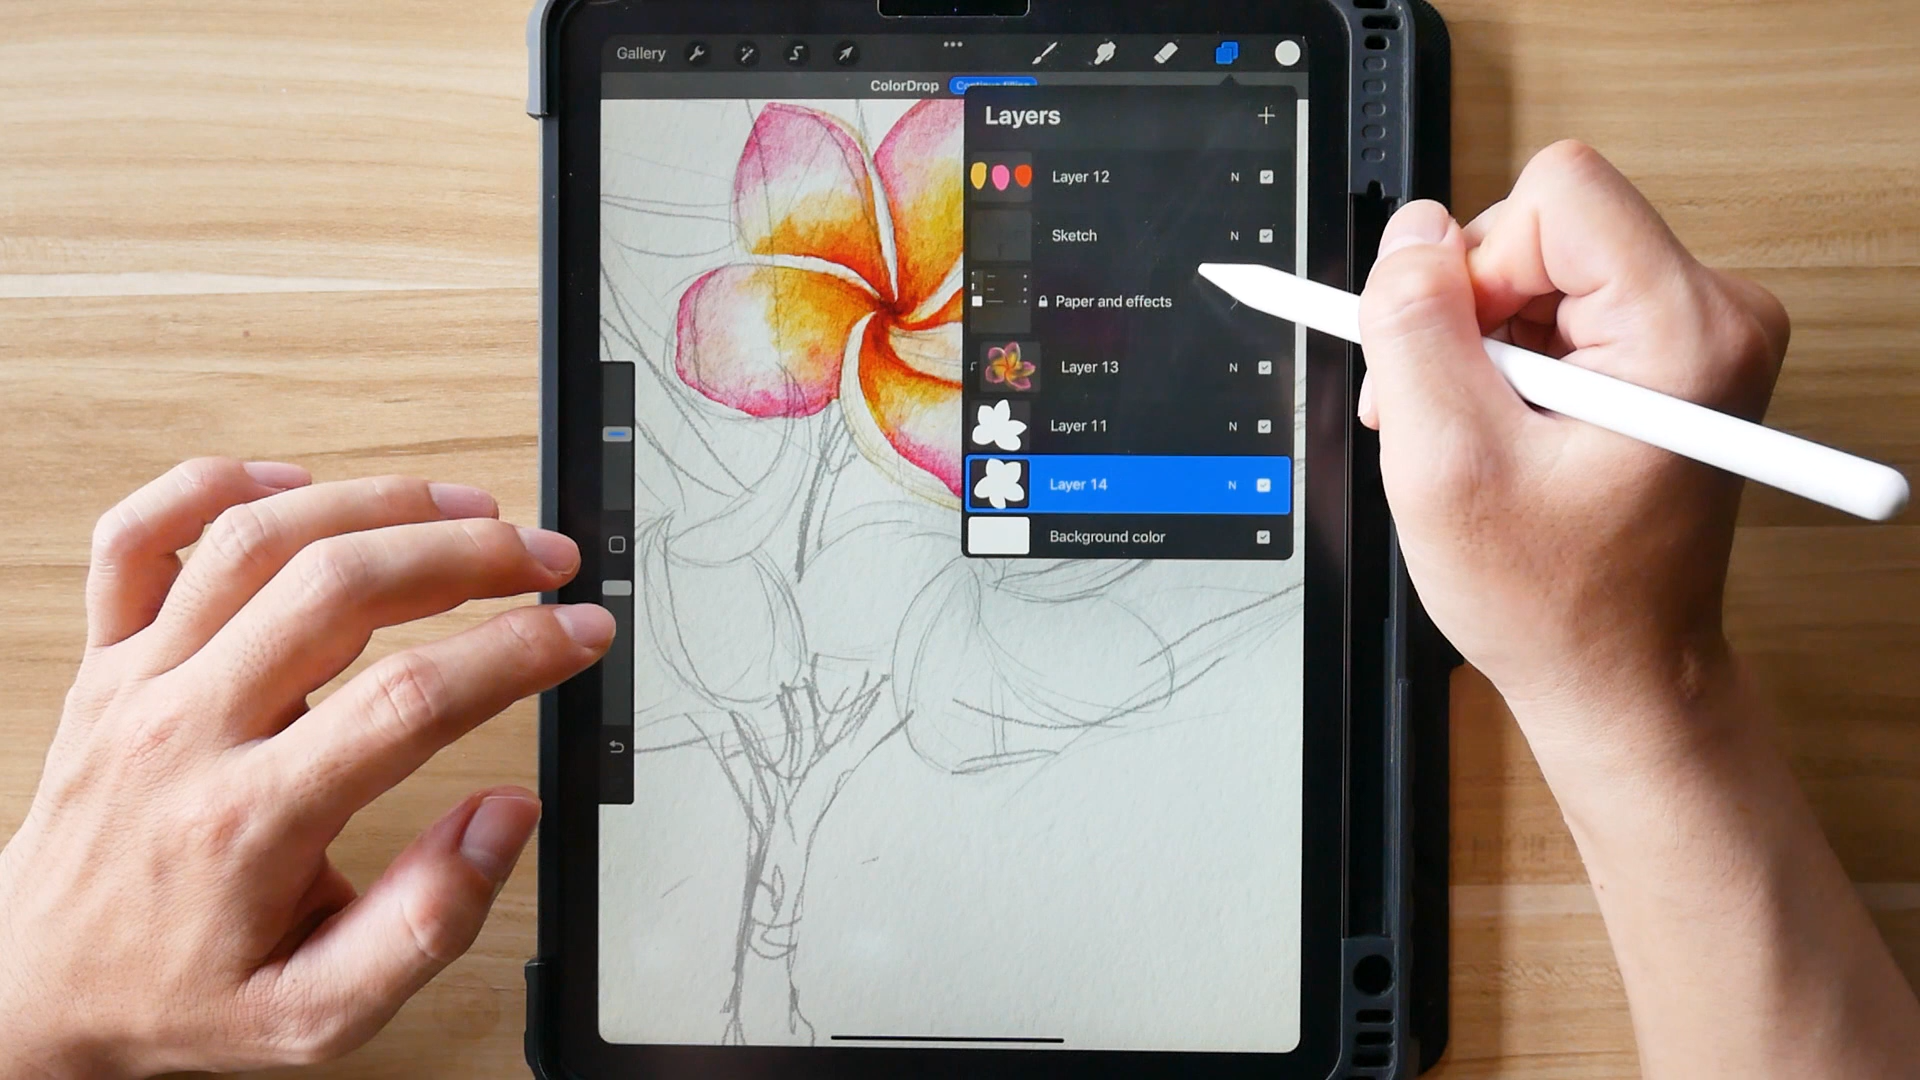 Gallery
ColorDrop
Layers
Layer 12 N
Sketch N
Paper and effects
Layer 13 N
Layer 11 N
Layer 14 N
Background color